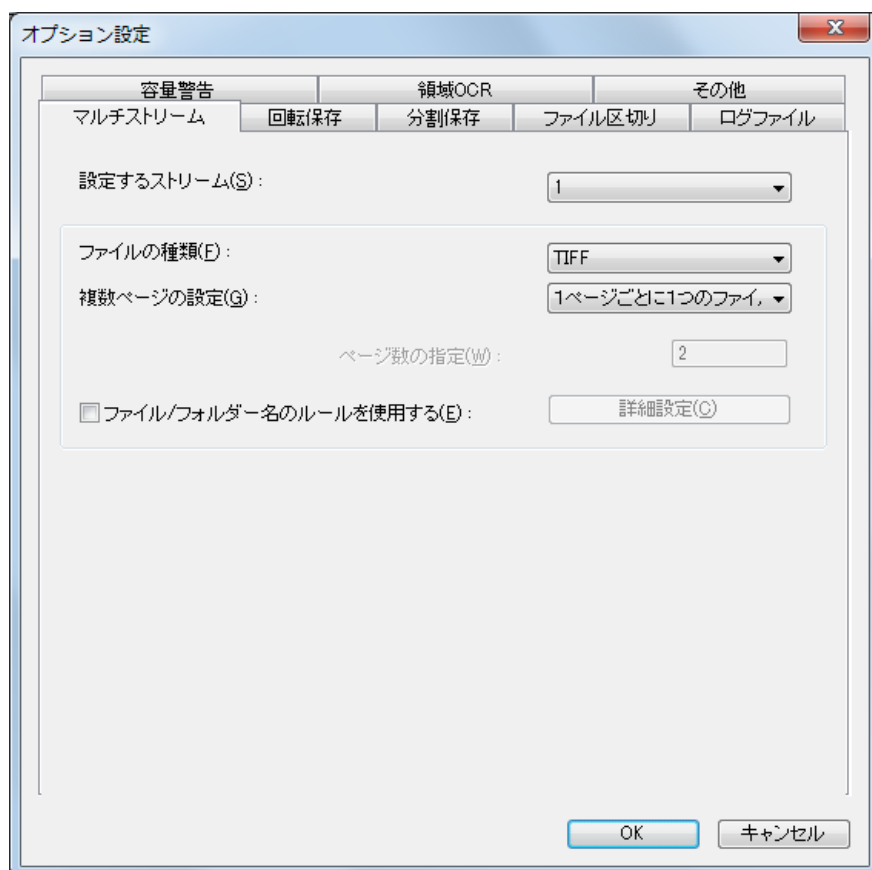 オプション設定
容量警告 領域OCR その他
マルチストリーム 回転保存 分割保存 ファイル区切り ログファイル
設定するストリーム(S): 1
ファイルの種類(F): TIFF
複数ページの設定(G): 1ページごとに1つのファイ,
ページ数の指定(W): 2
ファイル/フォルダー名のルールを使用する(E): 詳細設定(C)
OK キャンセル